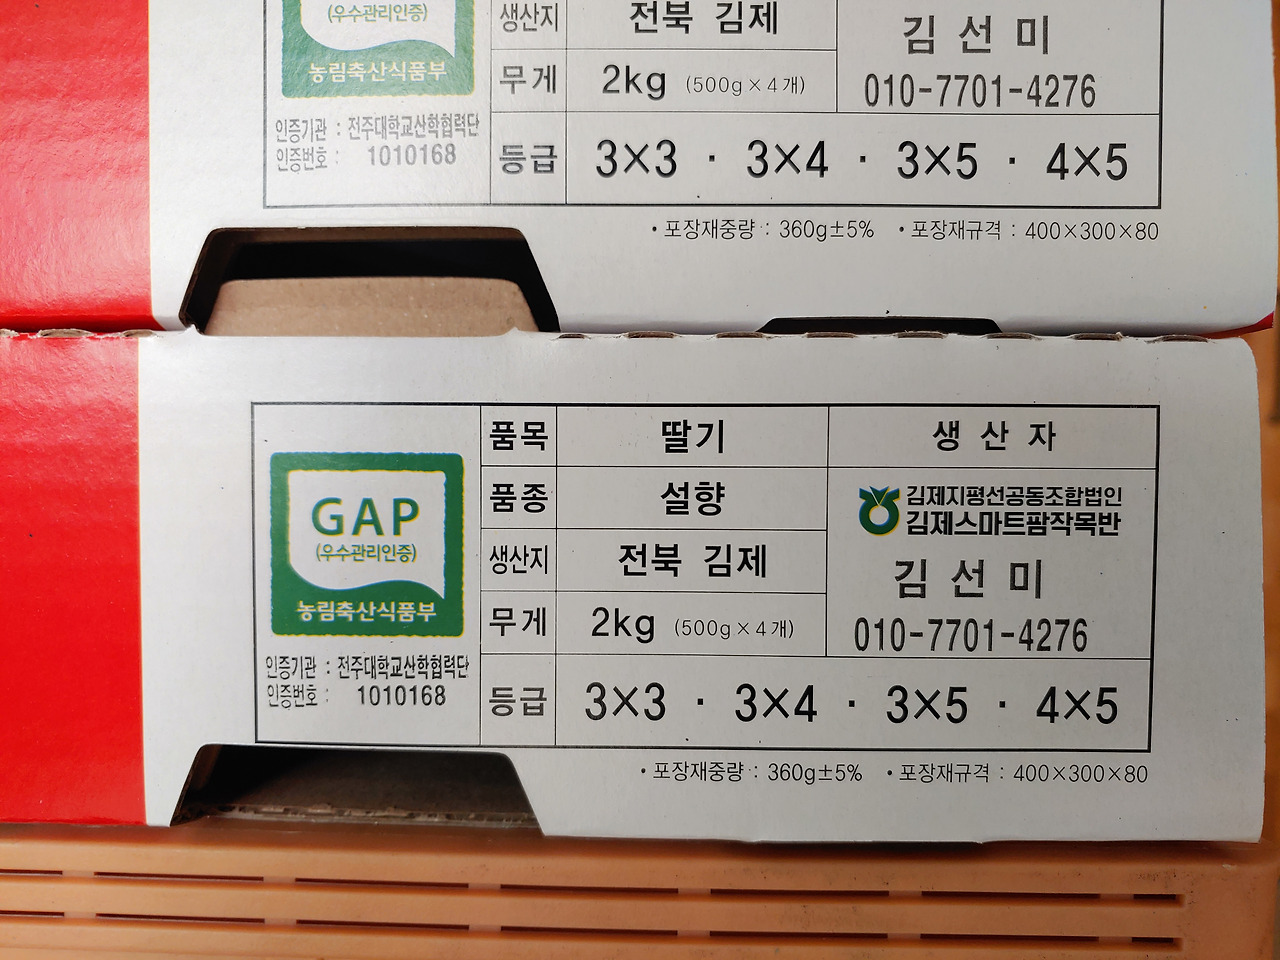 (우수관리인증)
농림축산식품부
인증기관 : 전주대학교산학협력단
인증번호 : 1010168
생산지 전북 김제
김선미
무게 2kg (500g×4개)
010-7701-4276
등급 3×3 · 3×4 · 3×5 · 4×5
•포장재중량 : 360g±5% •포장재규격 : 400×300×80
GAP
(우수관리인증)
농림축산식품부
인증기관 : 전주대학교산학협력단
인증번호 : 1010168
품목 딸기 생산자
품종 설향
김제지평선공동조합법인
김제스마트팜작목반
생산지 전북 김제
김선미
무게 2kg (500g×4개)
010-7701-4276
등급 3×3 · 3×4 · 3×5 · 4×5
•포장재중량 : 360g±5% •포장재규격 : 400×300×80